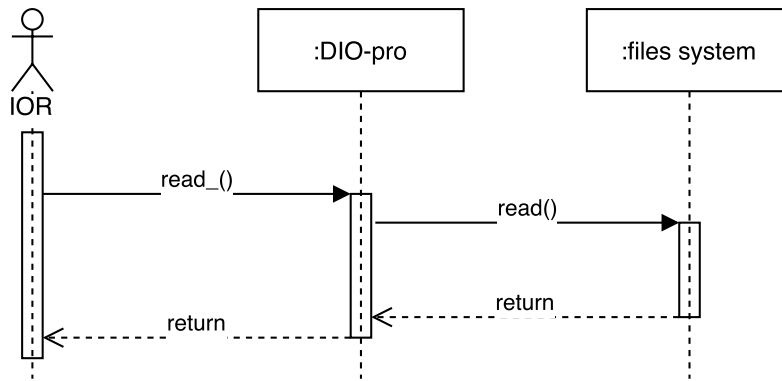 :DIO-pro
:files system
IOR
read_()
read()
return
return